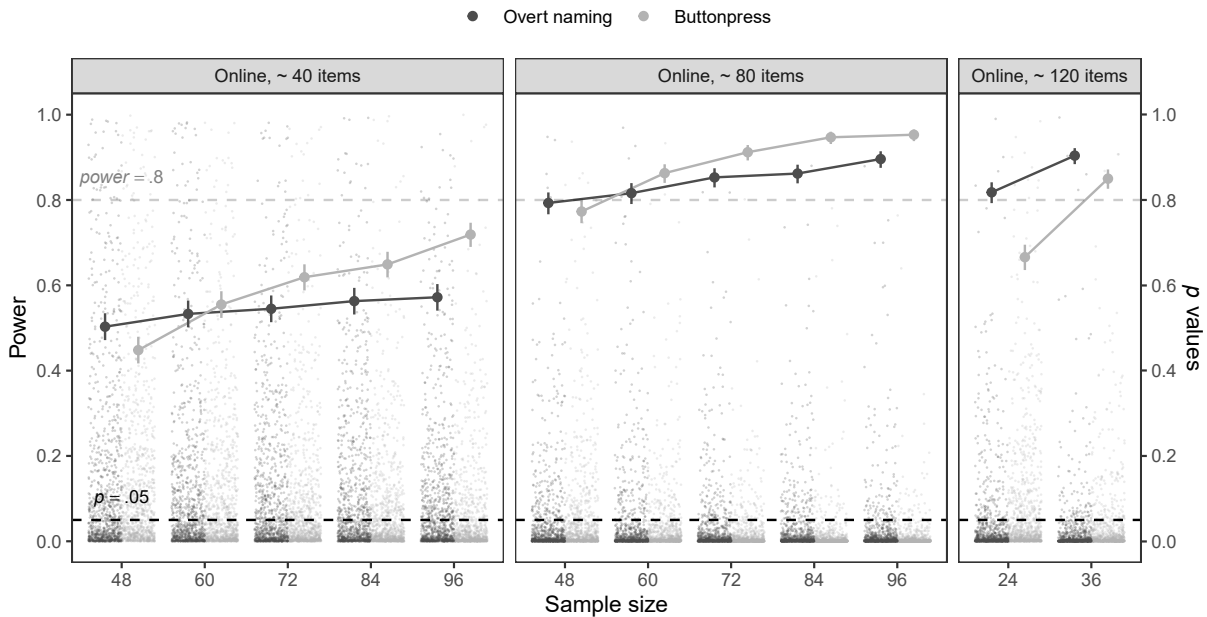 Overt naming Buttonpress
Online, ~ 40 items Online, ~ 80 items Online, ~ 120 items
1.0 1.0
power = .8
0.8 0.8
0.6 0.6
Power p values
0.4 0.4
0.2 0.2
p = .05
0.0 0.0
48 60 72 84 96 48 60 72 84 96 24 36
Sample size